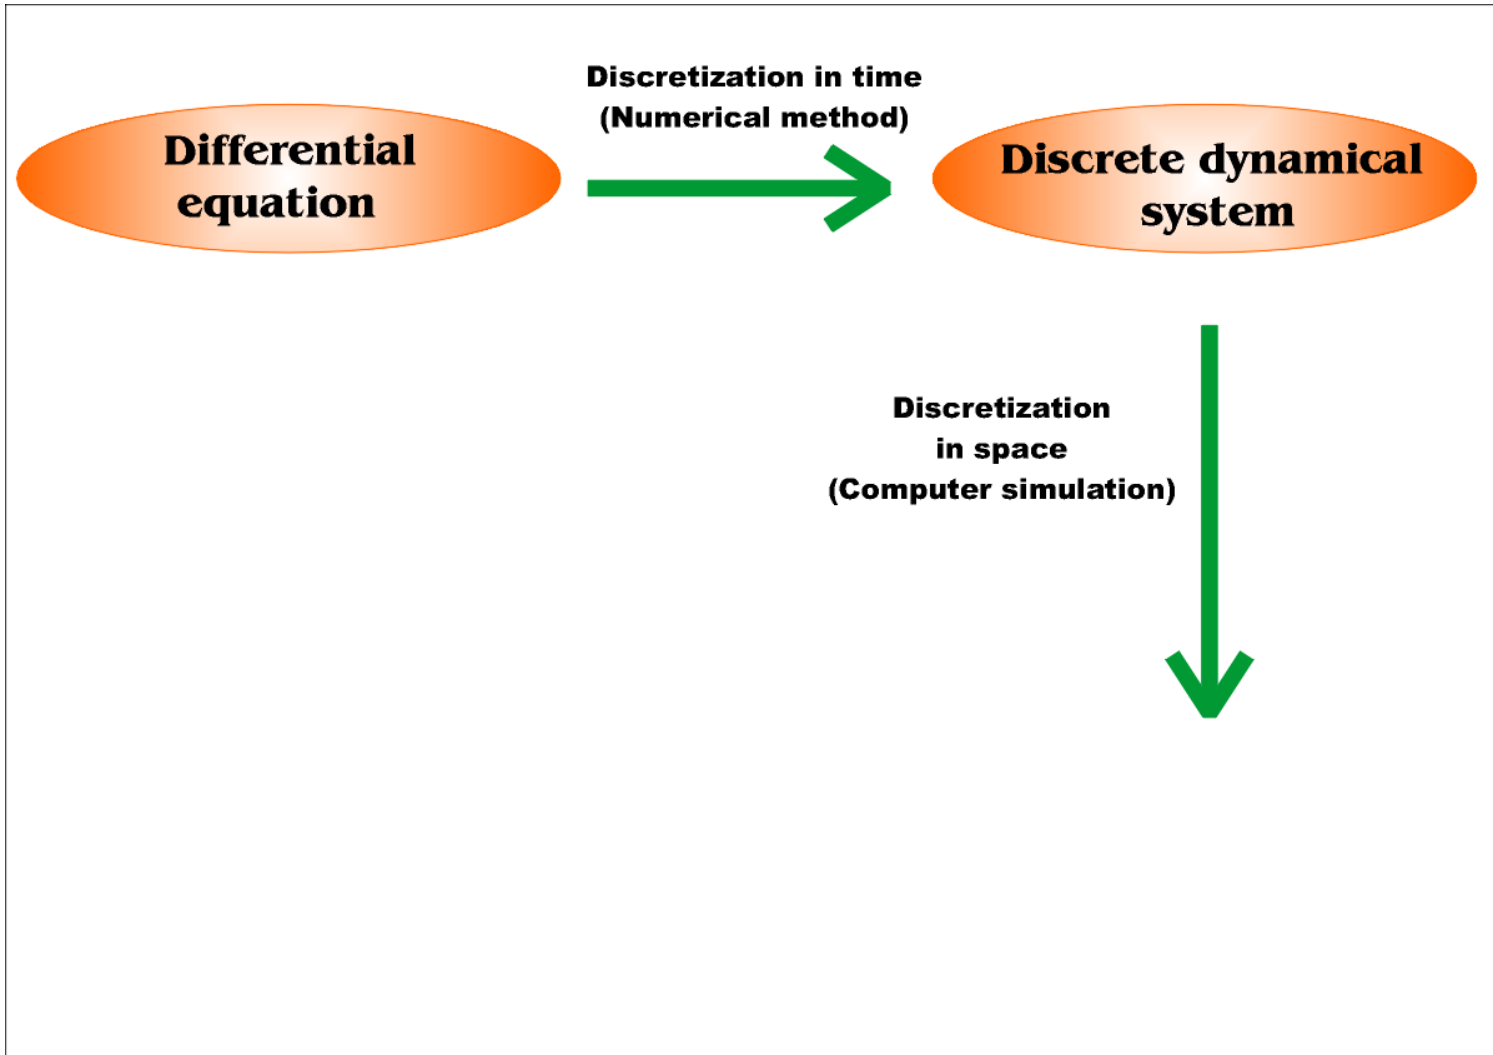 Discretization in time
(Numerical method)
Differential
equation
Discrete dynamical
system
Discretization
in space
(Computer simulation)